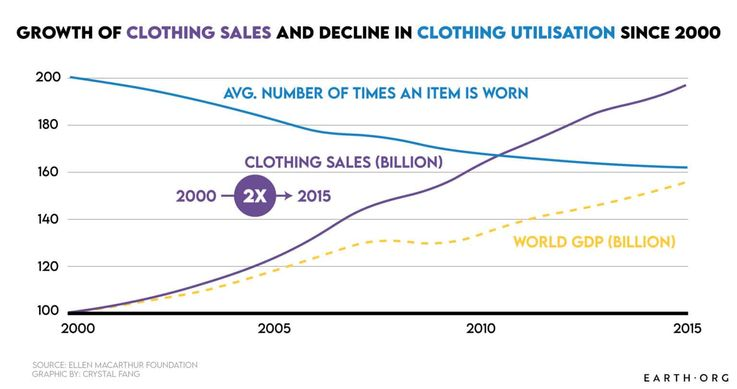 GROWTH OF CLOTHING SALES AND DECLINE IN CLOTHING UTILISATION SINCE 2000
200
AVG. NUMBER OF TIMES AN ITEM IS WORN
180
CLOTHING SALES (BILLION)
160
2000 2X 2015
140
WORLD GDP (BILLION)
120
100
2000 2005 2010 2015
SOURCE: ELLEN MACARTHUR FOUNDATION
GRAPHIC BY: CRYSTAL FANG
EARTH·ORG